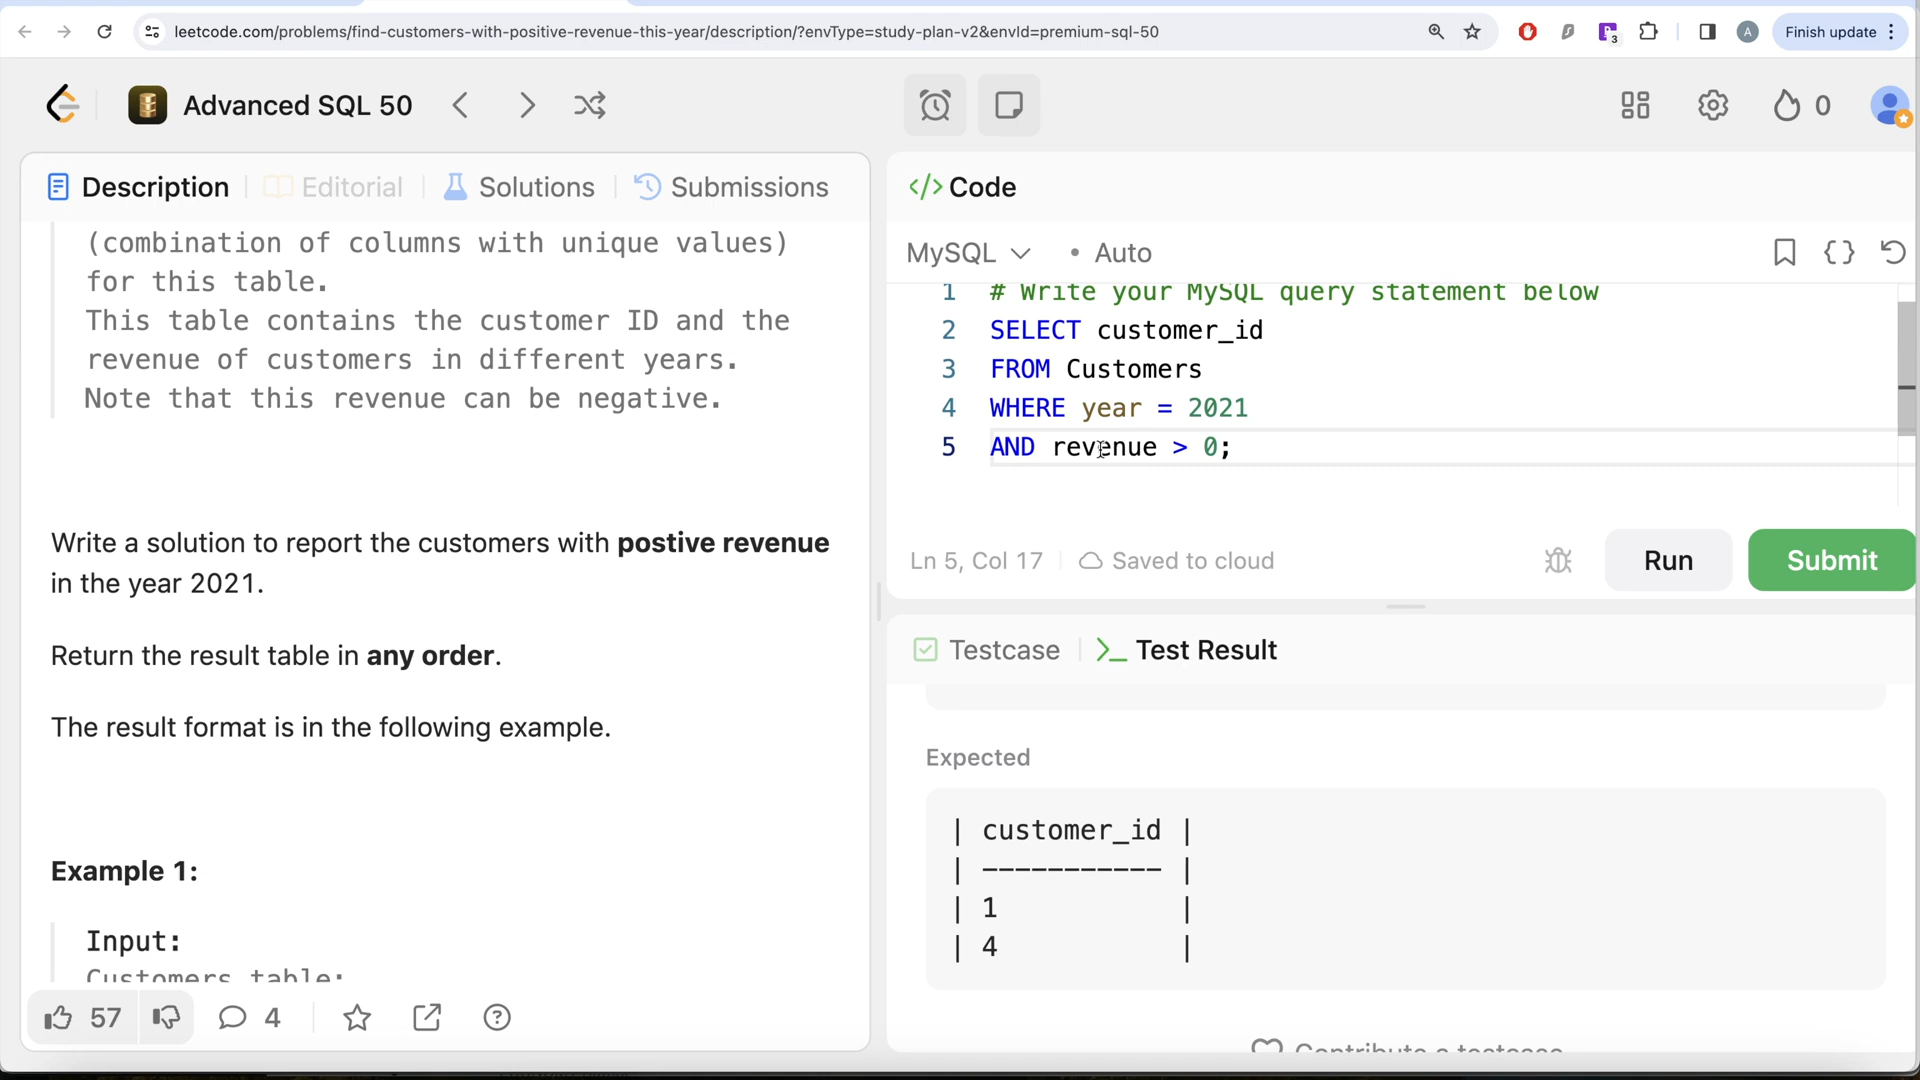 leetcode.com/problems/find-customers-with-positive-revenue-this-year/description/?envType=study-plan-v2&envId=premium-sql-50
3
A
Finish update
Advanced SQL 50
0
Description
Editorial
Solutions
Submissions
(combination of columns with unique values)
for this table.
This table contains the customer ID and the
revenue of customers in different years.
Note that this revenue can be negative.
Write a solution to report the customers with postive revenue
in the year 2021.
Return the result table in any order.
The result format is in the following example.
Example 1:
Input:
Customers table:
57
4
</> Code
MySQL
• Auto
1 # Write your MySQL query statement below
2 SELECT customer_id
3 FROM Customers
4 WHERE year = 2021
5 AND revenue > 0;
Ln 5, Col 17
Saved to cloud
Run
Submit
Testcase
Test Result
Expected
| customer_id |
| ----------- |
| 1 |
| 4 |
Contribute a testcase